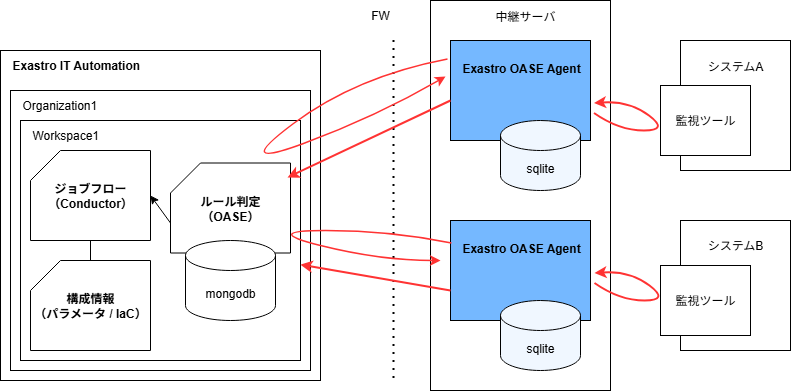 FW
中継サーバ
Exastro IT Automation
Organization1
Workspace1
ジョブフロー
（Conductor）
ルール判定
（OASE）
mongodb
構成情報
（パラメータ / IaC）
Exastro OASE Agent
sqlite
システムA
監視ツール
Exastro OASE Agent
sqlite
システムB
監視ツール